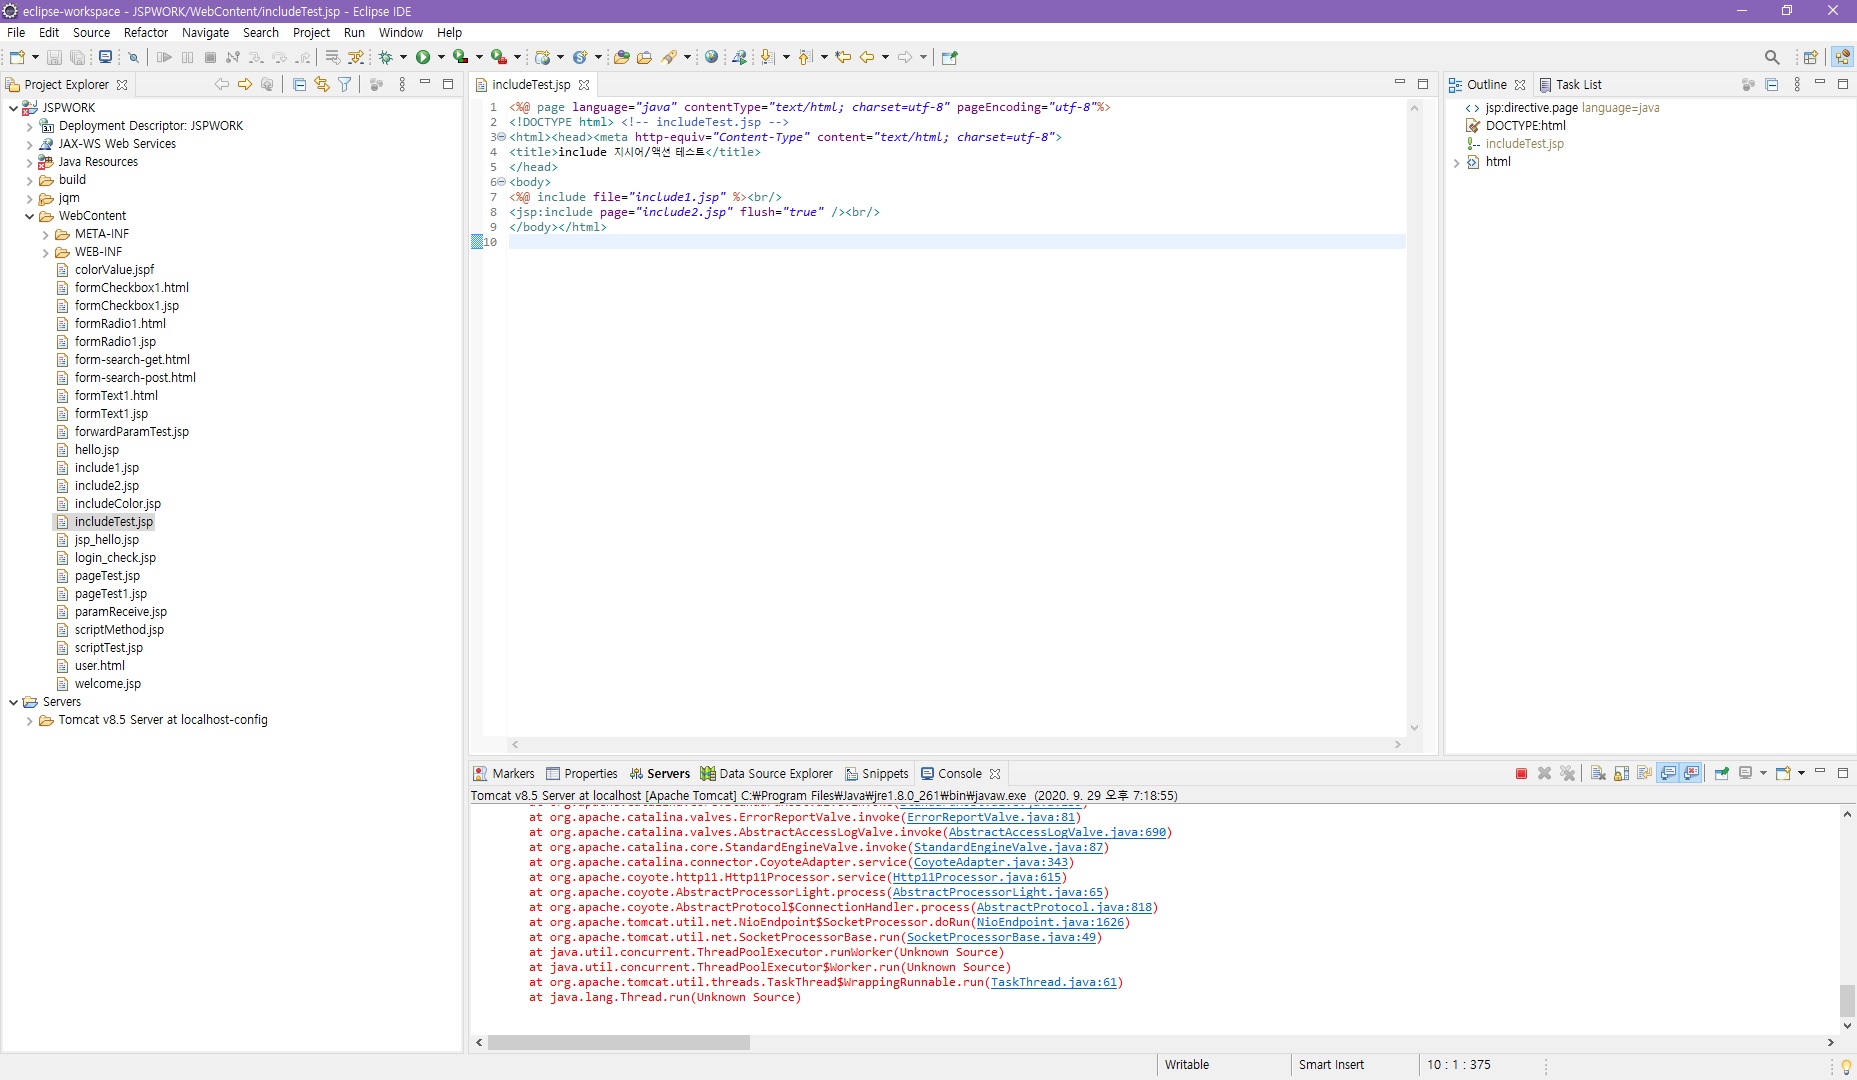 eclipse-workspace - JSPWORK/WebContent/includeTest.jsp - Eclipse IDE
File Edit Source Refactor Navigate Search Project Run Window Help
Project Explorer
JSPWORK
Deployment Descriptor: JSPWORK
JAX-WS Web Services
Java Resources
build
jqm
WebContent
META-INF
WEB-INF
colorValue.jspf
formCheckbox1.html
formCheckbox1.jsp
formRadio1.html
formRadio1.jsp
form-search-get.html
form-search-post.html
formText1.html
formText1.jsp
forwardParamTest.jsp
hello.jsp
include1.jsp
include2.jsp
includeColor.jsp
includeTest.jsp
jsp_hello.jsp
login_check.jsp
pageTest.jsp
pageTest1.jsp
paramReceive.jsp
scriptMethod.jsp
scriptTest.jsp
user.html
welcome.jsp
Servers
Tomcat v8.5 Server at localhost-config
includeTest.jsp
1 <%@ page language="java" contentType="text/html; charset=utf-8" pageEncoding="utf-8"%>
2 <!DOCTYPE html> <!-- includeTest.jsp -->
3 <html><head><meta http-equiv="Content-Type" content="text/html; charset=utf-8">
4 <title>include 지시어/액션 테스트</title>
5 </head>
6 <body>
7 <%@ include file="include1.jsp" %><br/>
8 <jsp:include page="include2.jsp" flush="true" /><br/>
9 </body></html>
10
Outline Task List
jsp:directive.page language=java
DOCTYPE:html
includeTest.jsp
html
Markers Properties Servers Data Source Explorer Snippets Console
Tomcat v8.5 Server at localhost [Apache Tomcat] C:₩Program Files₩Java₩jre1.8.0_261₩bin₩javaw.exe (2020. 9. 29 오후 7:18:55)
at org.apache.catalina.valves.ErrorReportValve.invoke(ErrorReportValve.java:81)
at org.apache.catalina.valves.AbstractAccessLogValve.invoke(AbstractAccessLogValve.java:690)
at org.apache.catalina.core.StandardEngineValve.invoke(StandardEngineValve.java:87)
at org.apache.catalina.connector.CoyoteAdapter.service(CoyoteAdapter.java:343)
at org.apache.coyote.http11.Http11Processor.service(Http11Processor.java:615)
at org.apache.coyote.AbstractProcessorLight.process(AbstractProcessorLight.java:65)
at org.apache.coyote.AbstractProtocol$ConnectionHandler.process(AbstractProtocol.java:818)
at org.apache.tomcat.util.net.NioEndpoint$SocketProcessor.doRun(NioEndpoint.java:1626)
at org.apache.tomcat.util.net.SocketProcessorBase.run(SocketProcessorBase.java:49)
at java.util.concurrent.ThreadPoolExecutor.runWorker(Unknown Source)
at java.util.concurrent.ThreadPoolExecutor$Worker.run(Unknown Source)
at org.apache.tomcat.util.threads.TaskThread$WrappingRunnable.run(TaskThread.java:61)
at java.lang.Thread.run(Unknown Source)
Writable Smart Insert 10 : 1 : 375